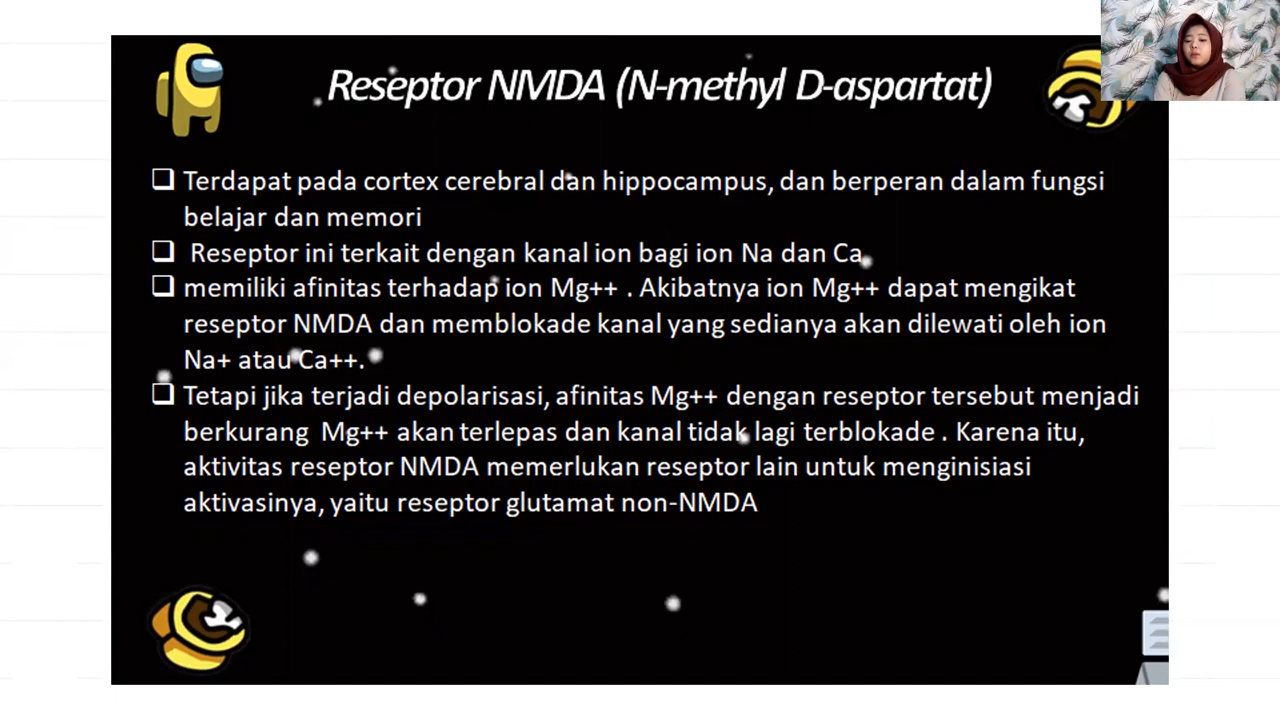 Reseptor NMDA (N-methyl D-aspartat)
❑ Terdapat pada cortex cerebral dan hippocampus, dan berperan dalam fungsi
belajar dan memori
❑ Reseptor ini terkait dengan kanal ion bagi ion Na dan Ca
❑ memiliki afinitas terhadap ion Mg++ . Akibatnya ion Mg++ dapat mengikat
reseptor NMDA dan memblokade kanal yang sedianya akan dilewati oleh ion
Na+ atau Ca++.
❑ Tetapi jika terjadi depolarisasi, afinitas Mg++ dengan reseptor tersebut menjadi
berkurang Mg++ akan terlepas dan kanal tidak lagi terblokade . Karena itu,
aktivitas reseptor NMDA memerlukan reseptor lain untuk menginisiasi
aktivasinya, yaitu reseptor glutamat non-NMDA